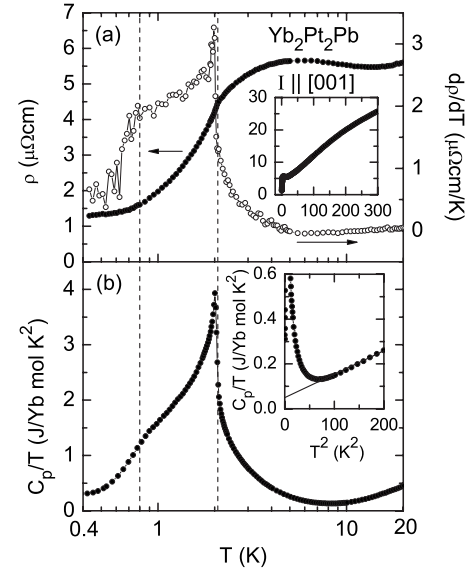 (a) Yb2Pt2Pb
I || [001]
7
6
5
4
3
2
1
ρ (μΩcm)
3
2
1
0
dρ/dT (μΩcm/K)
30
20
10
0
0 100 200 300
(b)
4
3
2
1
0
Cp/T (J/Yb mol K²)
0.6
0.4
0.2
0.0
Cp/T (J/Yb mol K²)
0 100 200
T² (K²)
0.4 1 10 20
T (K)